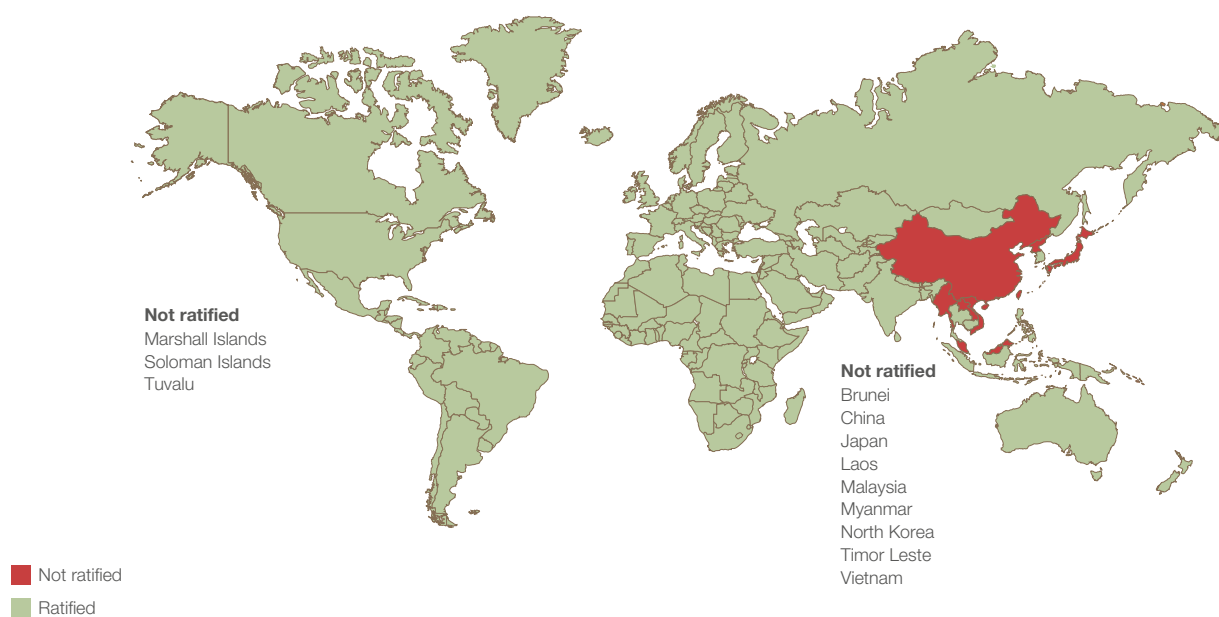 Not ratified
Marshall Islands
Soloman Islands
Tuvalu
Not ratified
Brunei
China
Japan
Laos
Malaysia
Myanmar
North Korea
Timor Leste
Vietnam
Not ratified
Ratified